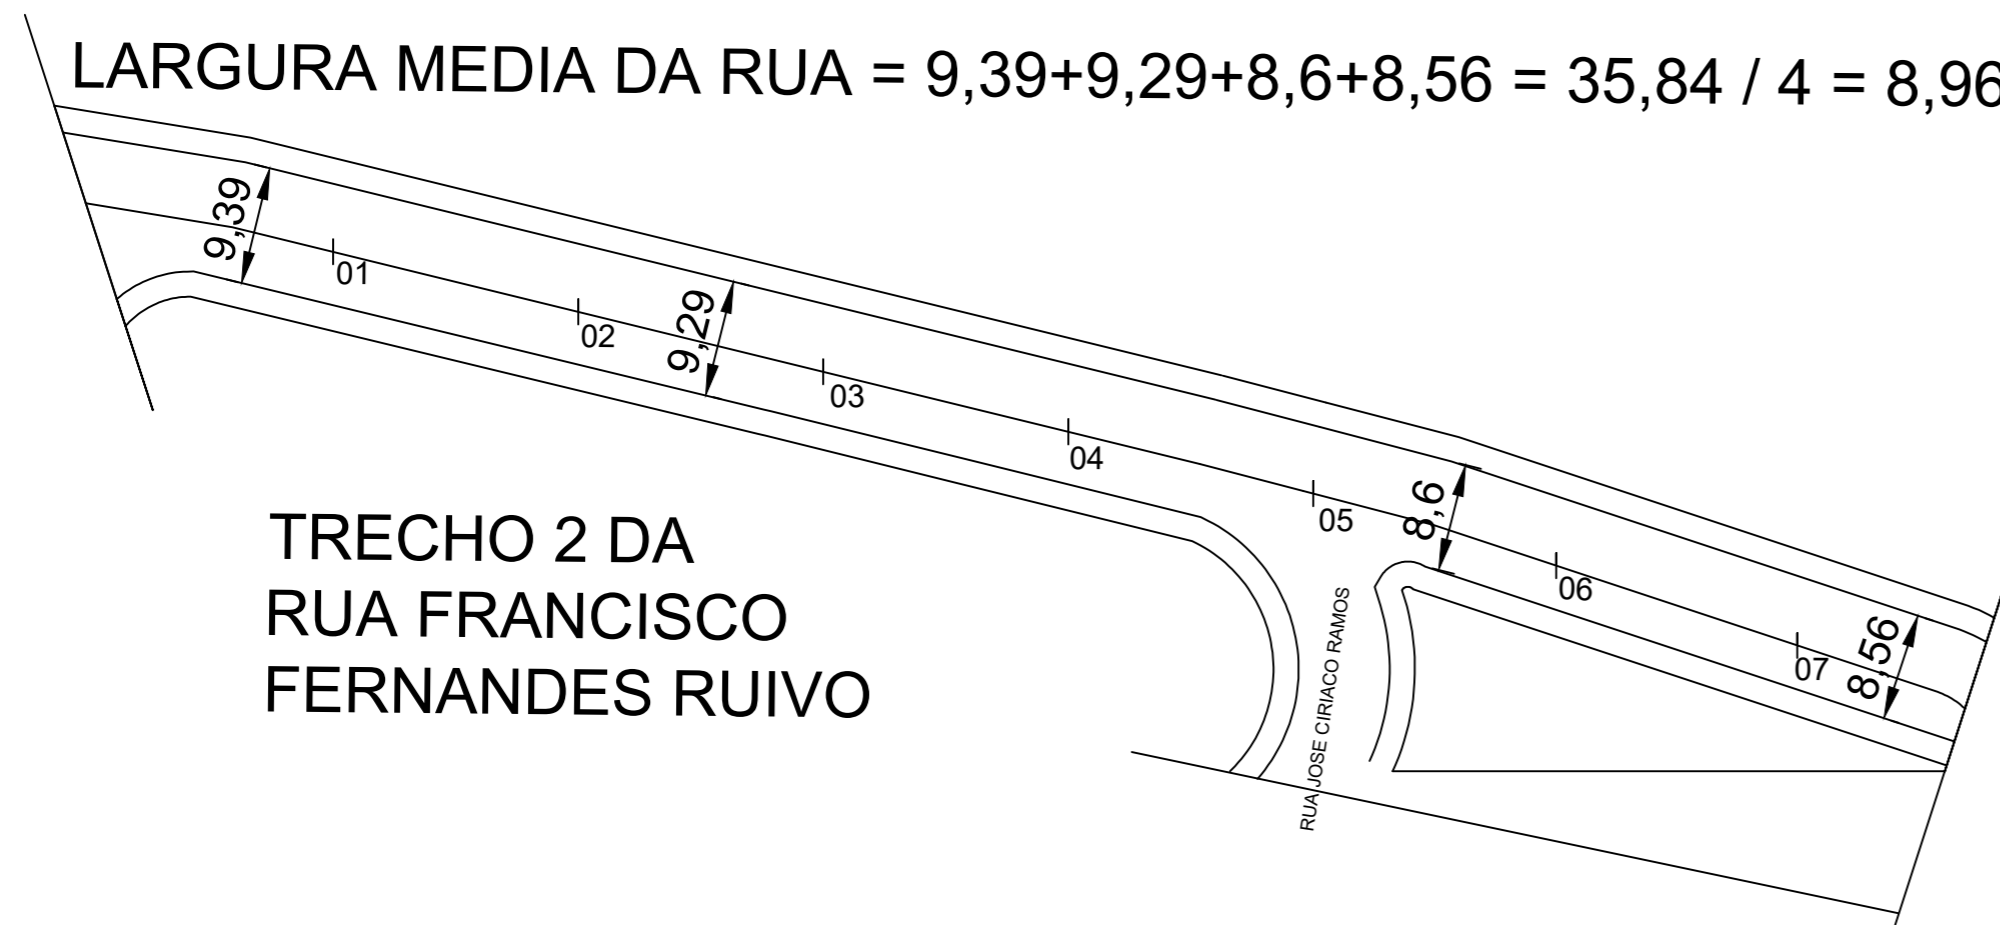 LARGURA MEDIA DA RUA = 9,39+9,29+8,6+8,56 = 35,84 / 4 = 8,96
9,39
01
02
9,29
03
04
05
8,6
06
07
8,56
TRECHO 2 DA
RUA FRANCISCO
FERNANDES RUIVO
RUA JOSE CIRIACO RAMOS